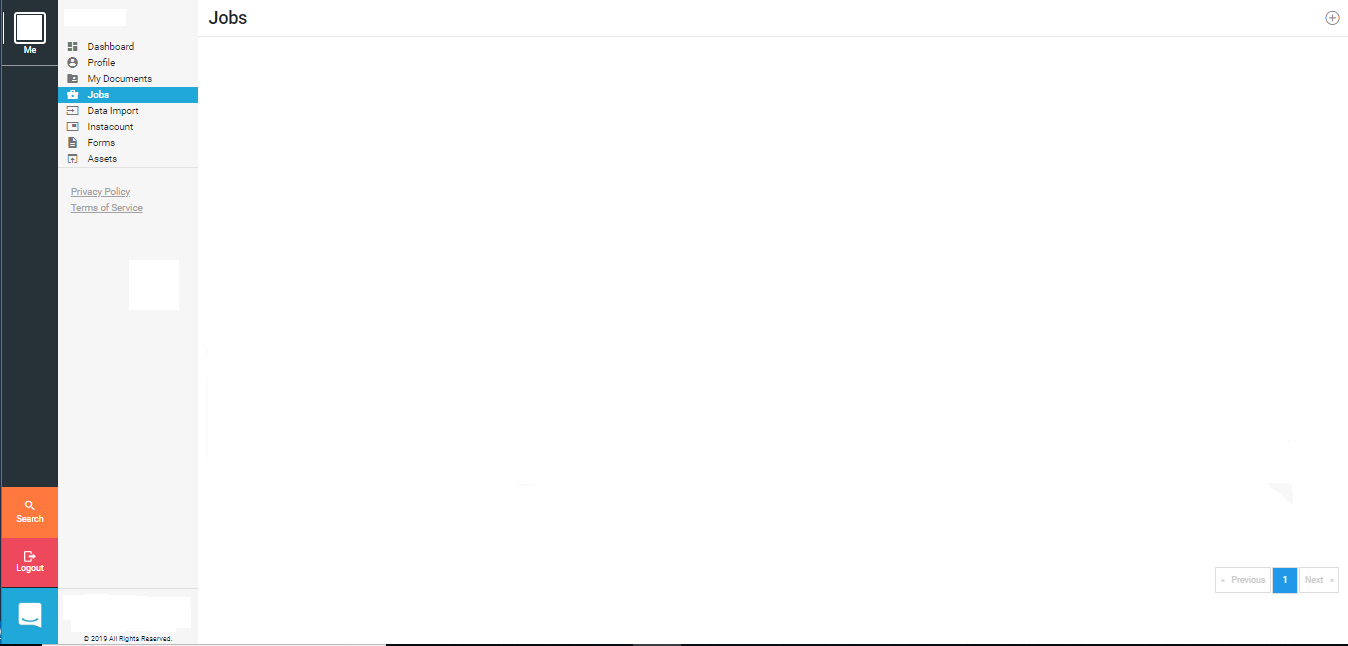 Me
Dashboard
Profile
My Documents
Jobs
Data Import
Instacount
Forms
Assets
Privacy Policy
Terms of Service
Search
Logout
© 2019 All Rights Reserved.
Jobs
« Previous 1 Next »